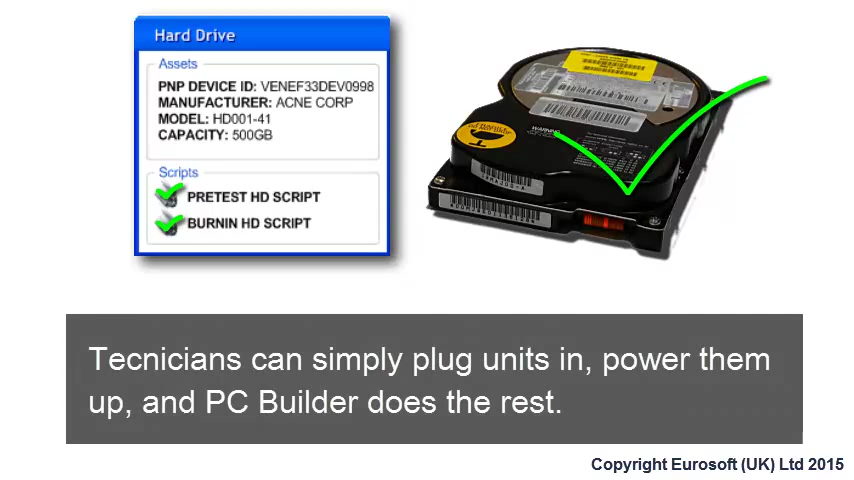 Hard Drive
Assets
PNP DEVICE ID: VENEF33DEV0998
MANUFACTURER: ACNE CORP
MODEL: HD001-41
CAPACITY: 500GB
Scripts
PRETEST HD SCRIPT
BURNIN HD SCRIPT
WARNING
Tecnicians can simply plug units in, power them
up, and PC Builder does the rest.
Copyright Eurosoft (UK) Ltd 2015